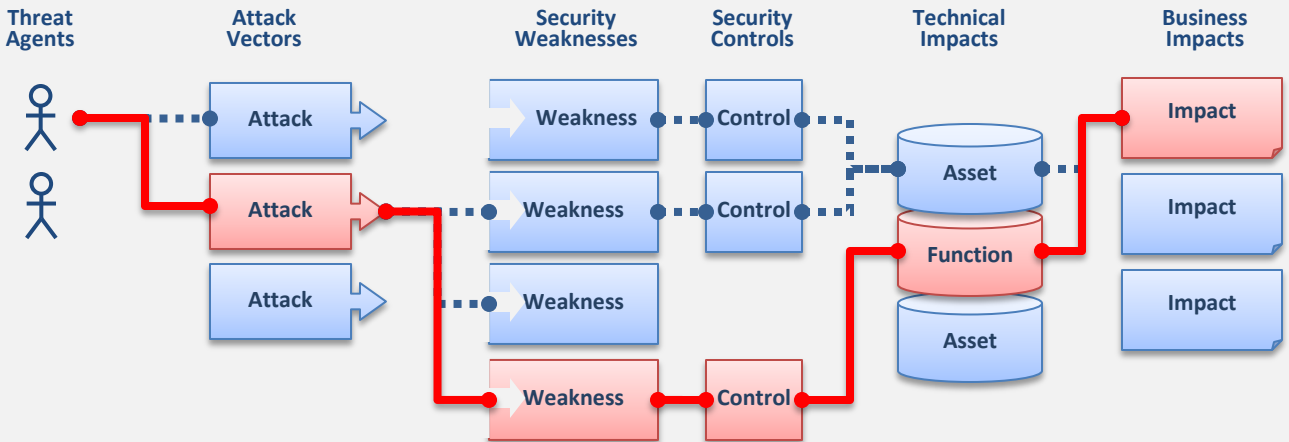 Threat
Agents
Attack
Vectors
Security
Weaknesses
Security
Controls
Technical
Impacts
Business
Impacts
Attack
Weakness
Control
Impact
Asset
Attack
Weakness
Control
Impact
Function
Attack
Weakness
Impact
Asset
Weakness
Control